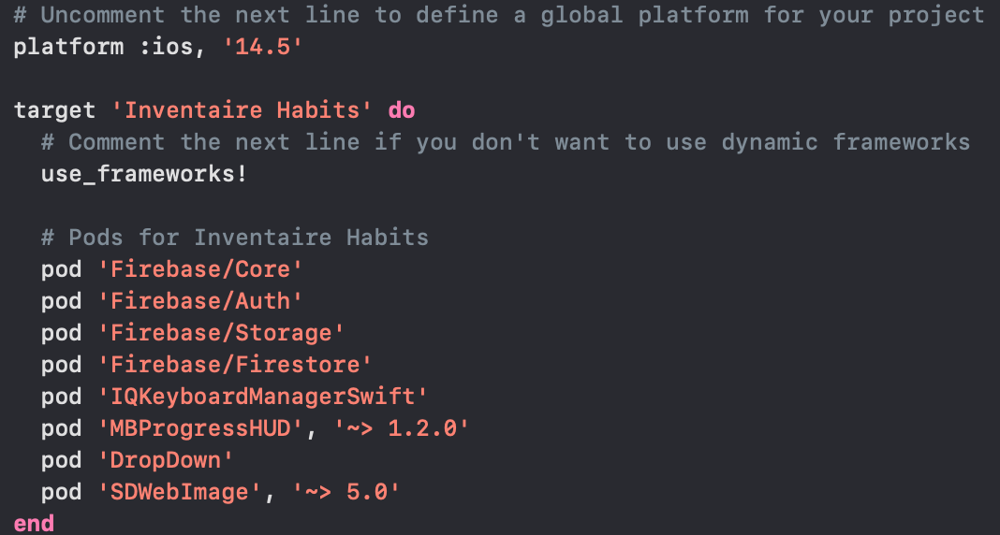 # Uncomment the next line to define a global platform for your project
platform :ios, '14.5'

target 'Inventaire Habits' do
  # Comment the next line if you don't want to use dynamic frameworks
  use_frameworks!

  # Pods for Inventaire Habits
  pod 'Firebase/Core'
  pod 'Firebase/Auth'
  pod 'Firebase/Storage'
  pod 'Firebase/Firestore'
  pod 'IQKeyboardManagerSwift'
  pod 'MBProgressHUD', '~> 1.2.0'
  pod 'DropDown'
  pod 'SDWebImage', '~> 5.0'
end